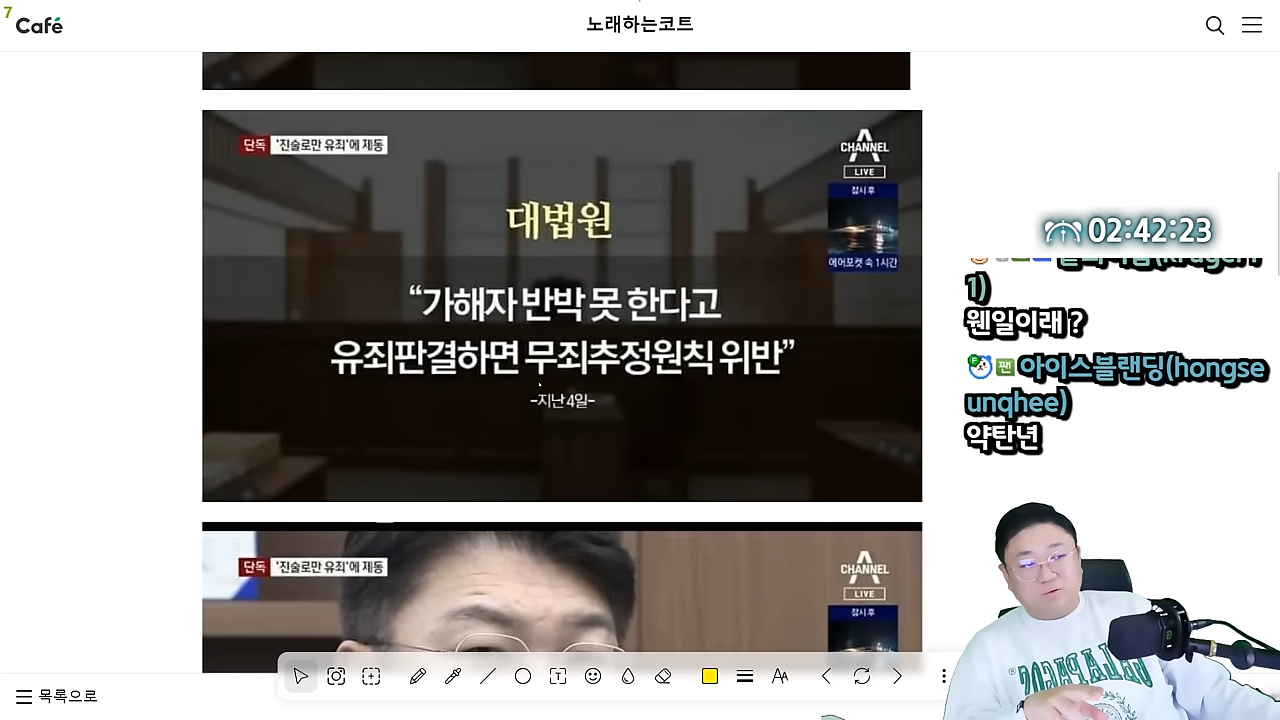 7
Café
노래하는코트
단독 '진술로만 유죄'에 제동
CHANNEL A
LIVE
잠시 후
에어포켓 속 1시간
대법원
“가해자 반박 못 한다고
유죄판결하면 무죄추정원칙 위반”
-지난 4일-
02:42:23
1)
웬일이래 ?
팬 아이스블랜딩(hongse
unqhee)
약탄년
단독 '진술로만 유죄'에 제동
CHANNEL A
LIVE
잠시 후
목록으로